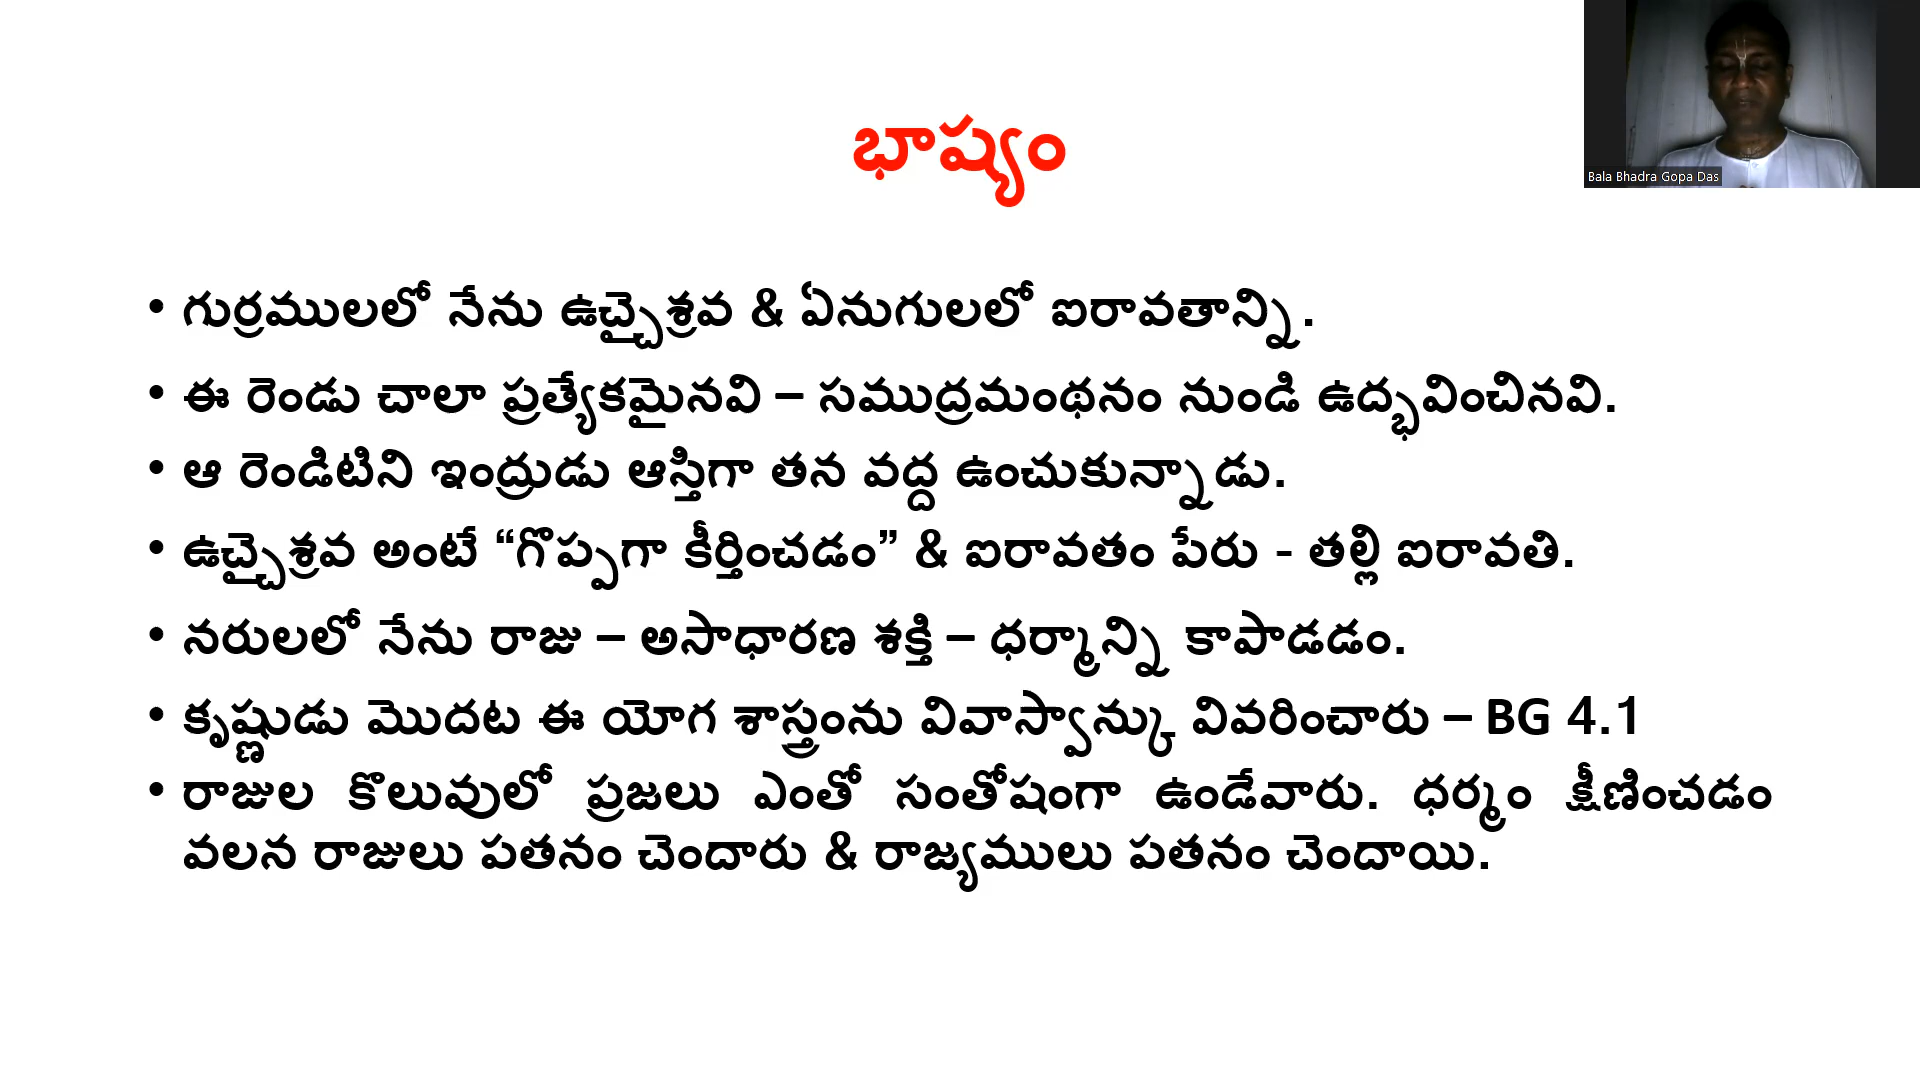 భాష్యం
Bala Bhadra Gopa Das
• గుర్రములలో నేను ఉచ్చైశ్రవ & ఏనుగులలో ఐరావతాన్ని.
• ఈ రెండు చాలా ప్రత్యేకమైనవి – సముద్రమంథనం నుండి ఉద్భవించినవి.
• ఆ రెండిటిని ఇంద్రుడు ఆస్తిగా తన వద్ద ఉంచుకున్నాడు.
• ఉచ్చైశ్రవ అంటే “గొప్పగా కీర్తించడం” & ఐరావతం పేరు - తల్లి ఐరావతి.
• నరులలో నేను రాజు – అసాధారణ శక్తి – ధర్మాన్ని కాపాడడం.
• కృష్ణుడు మొదట ఈ యోగ శాస్త్రంను వివాస్వాన్కు వివరించారు – BG 4.1
• రాజుల కొలువులో ప్రజలు ఎంతో సంతోషంగా ఉండేవారు. ధర్మం క్షీణించడం
వలన రాజులు పతనం చెందారు & రాజ్యములు పతనం చెందాయి.